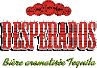 DESPERADOS
Bière aromatisée Tequila